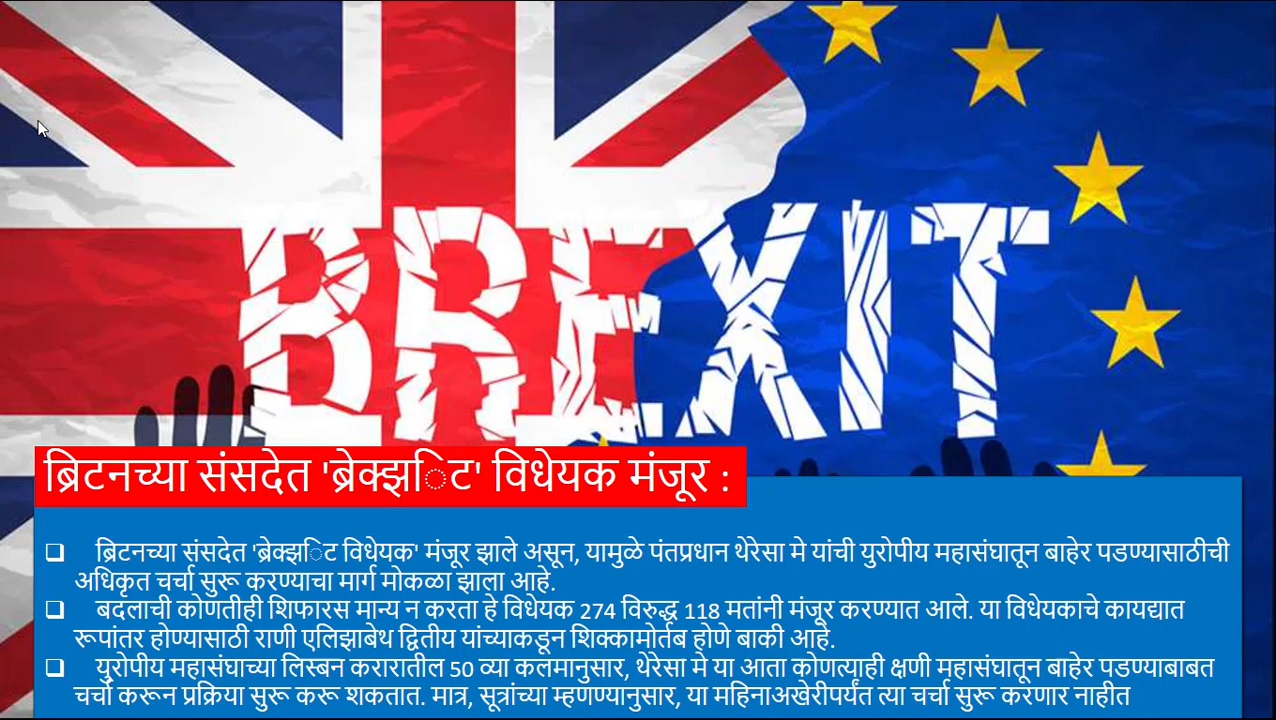 BREXIT
ब्रिटनच्या संसदेत 'ब्रेक्झिट' विधेयक मंजूर :
❑ ब्रिटनच्या संसदेत 'ब्रेक्झिट विधेयक' मंजूर झाले असून, यामुळे पंतप्रधान थेरेसा मे यांची युरोपीय महासंघातून बाहेर पडण्यासाठीची
अधिकृत चर्चा सुरू करण्याचा मार्ग मोकळा झाला आहे.
❑ बदलाची कोणतीही शिफारस मान्य न करता हे विधेयक 274 विरुद्ध 118 मतांनी मंजूर करण्यात आले. या विधेयकाचे कायद्यात
रूपांतर होण्यासाठी राणी एलिझाबेथ द्वितीय यांच्याकडून शिक्कामोर्तब होणे बाकी आहे.
❑ युरोपीय महासंघाच्या लिस्बन करारातील 50 व्या कलमानुसार, थेरेसा मे या आता कोणत्याही क्षणी महासंघातून बाहेर पडण्याबाबत
चर्चा करून प्रक्रिया सुरू करू शकतात. मात्र, सूत्रांच्या म्हणण्यानुसार, या महिनाअखेरीपर्यंत त्या चर्चा सुरू करणार नाहीत